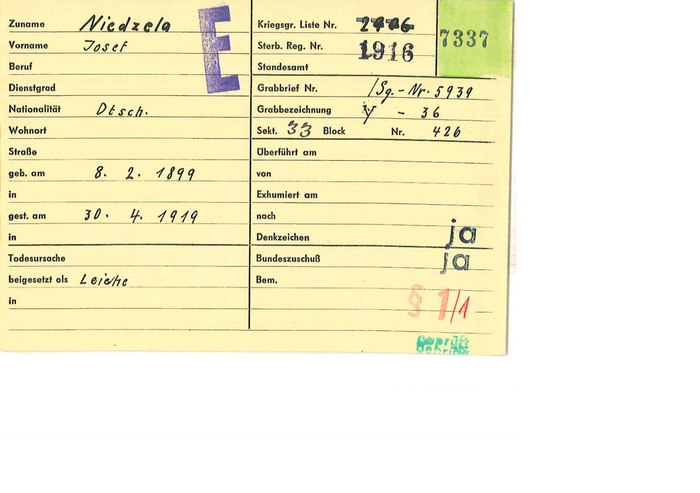 Zuname Niedzela
Vorname Josef
Beruf
Dienstgrad
Nationalität Dtsch.
Wohnort
Straße
geb. am 8. 2. 1899
in
gest. am 30. 4. 1919
in
Todesursache
beigesetzt als Leiche
in
E
Kriegsgr. Liste Nr.
Sterb. Reg. Nr. 1916
Standesamt
Grabbrief Nr. /Sg.-Nr. 5939
Grabbezeichnung - 36
Sekt. 33 Block Nr. 426
Überführt am
von
Exhumiert am
nach
Denkzeichen ja
Bundeszuschuß ja
Bem.
§ 1/1
Geprüft
7337